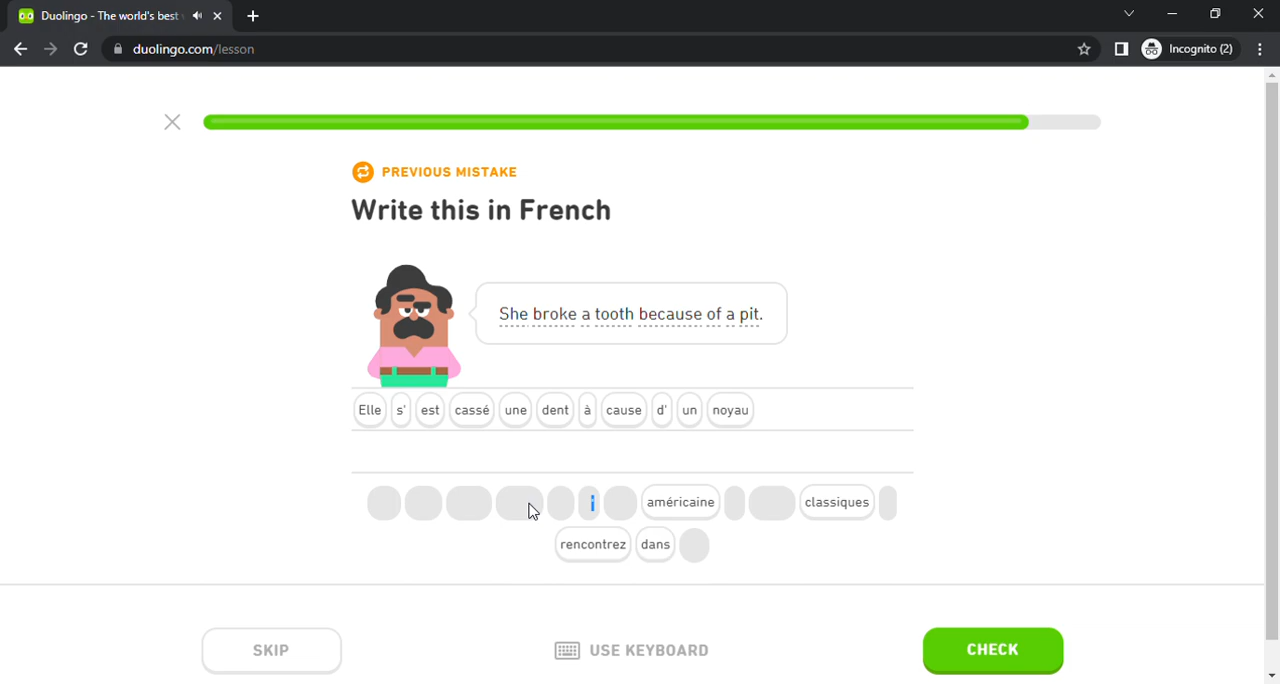 Duolingo - The world's best
duolingo.com/lesson
Incognito (2)
PREVIOUS MISTAKE
Write this in French
She broke a tooth because of a pit.
Elle s' est cassé une dent à cause d' un noyau
américaine classiques
rencontrez dans
SKIP USE KEYBOARD CHECK